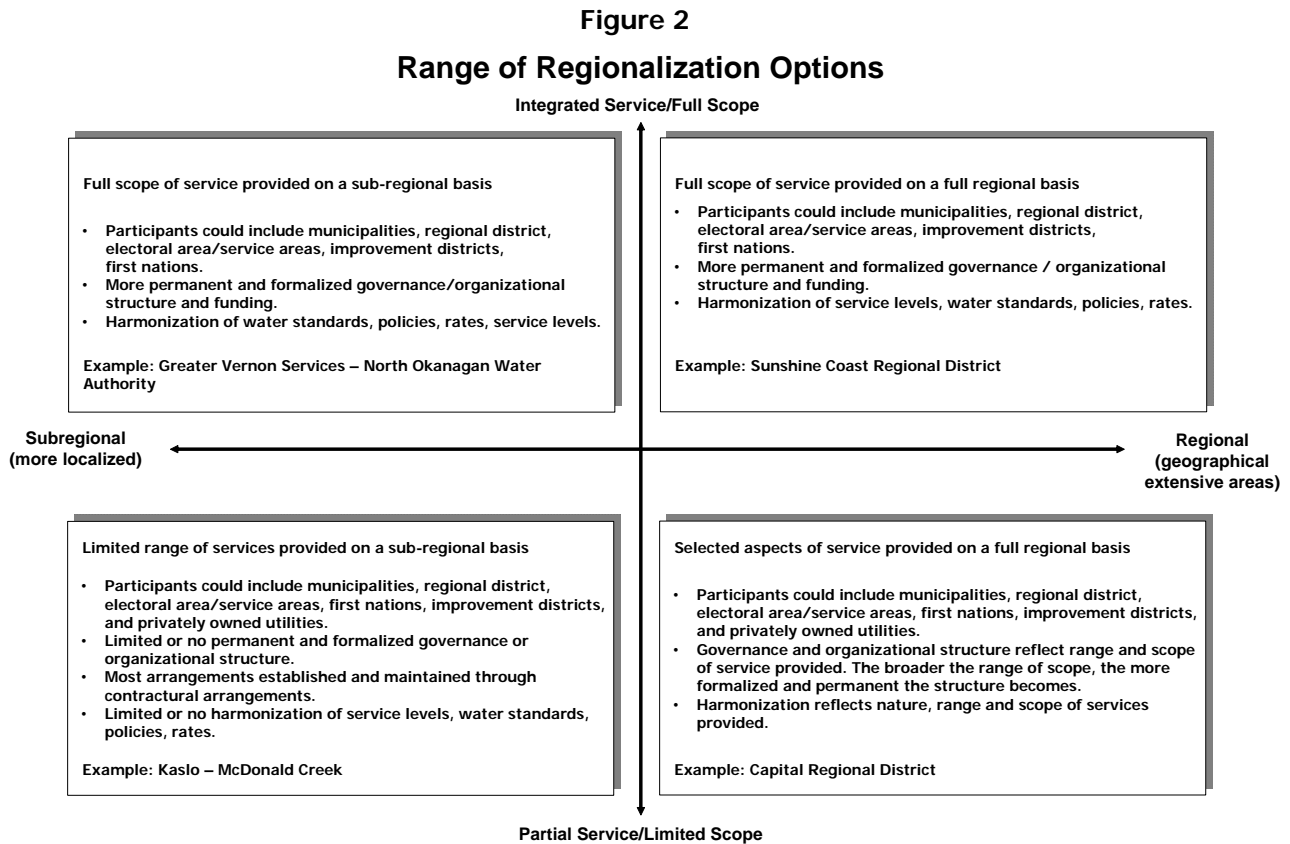 Figure 2
Range of Regionalization Options
Integrated Service/Full Scope
Full scope of service provided on a sub-regional basis
• Participants could include municipalities, regional district,
electoral area/service areas, improvement districts,
first nations.
• More permanent and formalized governance/organizational
structure and funding.
• Harmonization of water standards, policies, rates, service levels.
Example: Greater Vernon Services – North Okanagan Water
Authority
Full scope of service provided on a full regional basis
• Participants could include municipalities, regional district,
electoral area/service areas, improvement districts,
first nations.
• More permanent and formalized governance / organizational
structure and funding.
• Harmonization of service levels, water standards, policies, rates.
Example: Sunshine Coast Regional District
Subregional
(more localized)
Regional
(geographical
extensive areas)
Limited range of services provided on a sub-regional basis
• Participants could include municipalities, regional district,
electoral area/service areas, first nations, improvement districts,
and privately owned utilities.
• Limited or no permanent and formalized governance or
organizational structure.
• Most arrangements established and maintained through
contractural arrangements.
• Limited or no harmonization of service levels, water standards,
policies, rates.
Example: Kaslo – McDonald Creek
Selected aspects of service provided on a full regional basis
• Participants could include municipalities, regional district,
electoral area/service areas, first nations, improvement districts,
and privately owned utilities.
• Governance and organizational structure reflect range and scope
of service provided. The broader the range of scope, the more
formalized and permanent the structure becomes.
• Harmonization reflects nature, range and scope of services
provided.
Example: Capital Regional District
Partial Service/Limited Scope